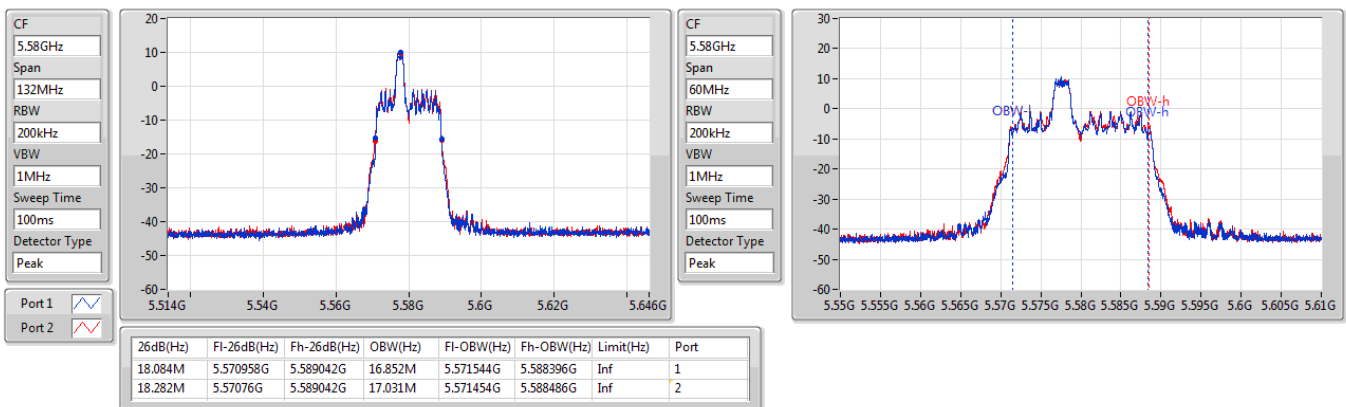 CF
5.58GHz
Span
132MHz
RBW
200kHz
VBW
1MHz
Sweep Time
100ms
Detector Type
Peak
Port 1
Port 2
20
10
0
-10
-20
-30
-40
-50
-60
5.514G 5.54G 5.56G 5.58G 5.6G 5.62G 5.646G
CF
5.58GHz
Span
60MHz
RBW
200kHz
VBW
1MHz
Sweep Time
100ms
Detector Type
Peak
30
20
10
0
-10
-20
-30
-40
-50
-60
OBW-l
OBW-h
OBW-h
5.55G 5.555G 5.56G 5.565G 5.57G 5.575G 5.58G 5.585G 5.59G 5.595G 5.6G 5.605G 5.61G
26dB(Hz) Fl-26dB(Hz) Fh-26dB(Hz) OBW(Hz) Fl-OBW(Hz) Fh-OBW(Hz) Limit(Hz) Port
18.084M 5.570958G 5.589042G 16.852M 5.571544G 5.588396G Inf 1
18.282M 5.57076G 5.589042G 17.031M 5.571454G 5.588486G Inf 2